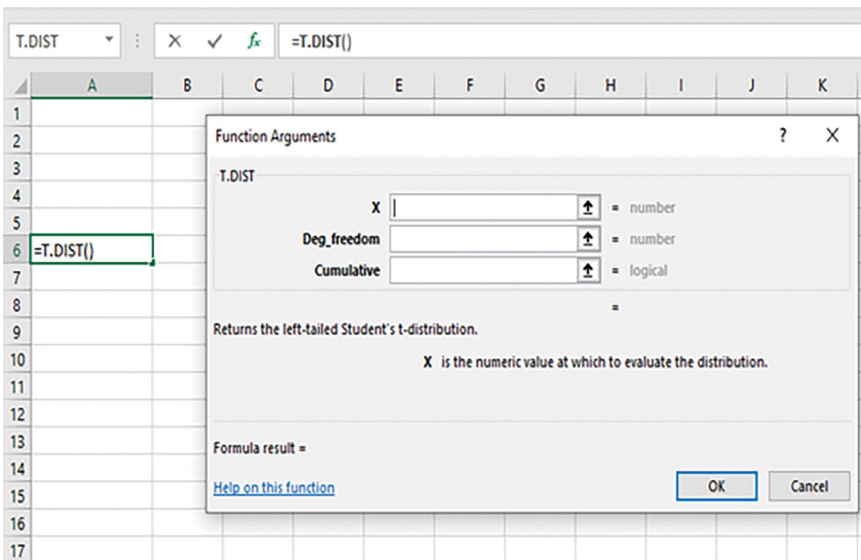 T.DIST =T.DIST()
A B C D E F G H I J K
1
2
3
4
5
6 =T.DIST()
7
8
9
10
11
12
13
14
15
16
17
Function Arguments ?
T.DIST
X = number
Deg_freedom = number
Cumulative = logical
=
Returns the left-tailed Student's t-distribution.
X is the numeric value at which to evaluate the distribution.
Formula result =
Help on this function OK Cancel